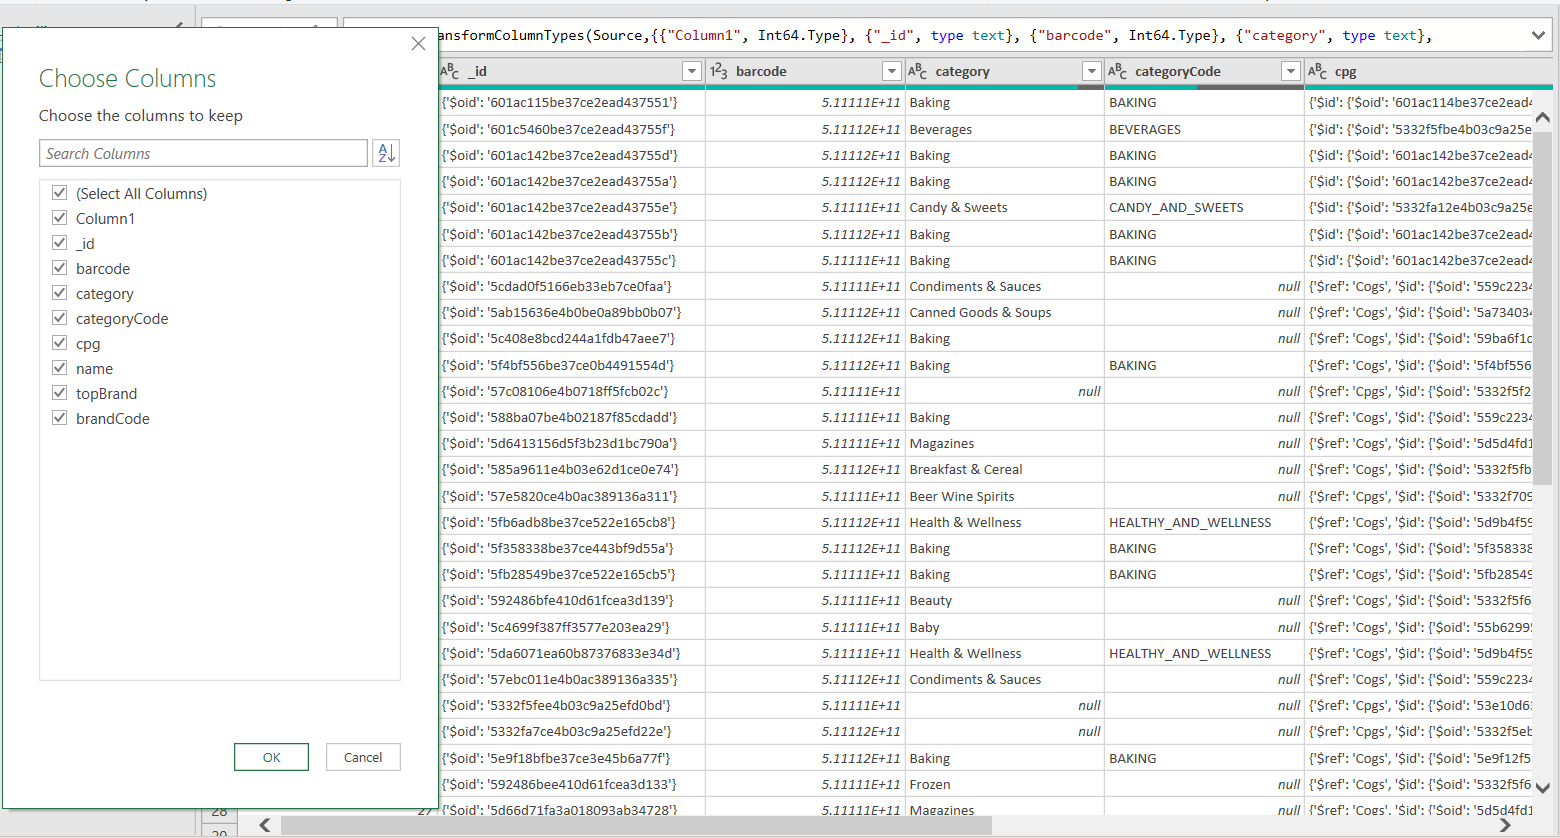 ansformColumnTypes(Source,{{"Column1", Int64.Type}, {"_id", type text}, {"barcode", Int64.Type}, {"category", type text},
Choose Columns
Choose the columns to keep
Search Columns
(Select All Columns)
Column1
_id
barcode
category
categoryCode
cpg
name
topBrand
brandCode
OK Cancel
ABC _id 123 barcode ABC category ABC categoryCode ABC cpg
{'$oid': '601ac115be37ce2ead437551'} 5.11111E+11 Baking BAKING {'$id': {'$oid': '601ac114be37ce2ead4
{'$oid': '601c5460be37ce2ead43755f'} 5.11112E+11 Beverages BEVERAGES {'$id': {'$oid': '5332f5fbe4b03c9a25e
{'$oid': '601ac142be37ce2ead43755d'} 5.11112E+11 Baking BAKING {'$id': {'$oid': '601ac142be37ce2ead4
{'$oid': '601ac142be37ce2ead43755a'} 5.11112E+11 Baking BAKING {'$id': {'$oid': '601ac142be37ce2ead4
{'$oid': '601ac142be37ce2ead43755e'} 5.11112E+11 Candy & Sweets CANDY_AND_SWEETS {'$id': {'$oid': '5332fa12e4b03c9a25e
{'$oid': '601ac142be37ce2ead43755b'} 5.11112E+11 Baking BAKING {'$id': {'$oid': '601ac142be37ce2ead4
{'$oid': '601ac142be37ce2ead43755c'} 5.11112E+11 Baking BAKING {'$id': {'$oid': '601ac142be37ce2ead4
{'$oid': '5cdad0f5166eb33eb7ce0faa'} 5.11111E+11 Condiments & Sauces null {'$ref': 'Cogs', '$id': {'$oid': '559c2234
{'$oid': '5ab15636e4b0be0a89bb0b07'} 5.11112E+11 Canned Goods & Soups null {'$ref': 'Cogs', '$id': {'$oid': '5a734034
{'$oid': '5c408e8bcd244a1fdb47aee7'} 5.11111E+11 Baking null {'$ref': 'Cogs', '$id': {'$oid': '59ba6f1c
{'$oid': '5f4bf556be37ce0b4491554d'} 5.11112E+11 Baking BAKING {'$ref': 'Cogs', '$id': {'$oid': '5f4bf556
{'$oid': '57c08106e4b0718ff5fcb02c'} 5.11111E+11 null null {'$ref': 'Cpgs', '$id': {'$oid': '5332f5f2
{'$oid': '588ba07be4b02187f85cdadd'} 5.11112E+11 Baking null {'$ref': 'Cogs', '$id': {'$oid': '559c2234
{'$oid': '5d6413156d5f3b23d1bc790a'} 5.11111E+11 Magazines null {'$ref': 'Cogs', '$id': {'$oid': '5d5d4fd1
{'$oid': '585a9611e4b03e62d1ce0e74'} 5.11112E+11 Breakfast & Cereal null {'$ref': 'Cogs', '$id': {'$oid': '5332f5fb
{'$oid': '57e5820ce4b0ac389136a311'} 5.11111E+11 Beer Wine Spirits null {'$ref': 'Cpgs', '$id': {'$oid': '5332f709
{'$oid': '5fb6adb8be37ce522e165cb8'} 5.11112E+11 Health & Wellness HEALTHY_AND_WELLNESS {'$ref': 'Cogs', '$id': {'$oid': '5d9b4f59
{'$oid': '5f358338be37ce443bf9d55a'} 5.11112E+11 Baking BAKING {'$ref': 'Cogs', '$id': {'$oid': '5f358338
{'$oid': '5fb28549be37ce522e165cb5'} 5.11112E+11 Baking BAKING {'$ref': 'Cogs', '$id': {'$oid': '5fb28549
{'$oid': '592486bfe410d61fcea3d139'} 5.11111E+11 Beauty null {'$ref': 'Cogs', '$id': {'$oid': '5332f5f6
{'$oid': '5c4699f387ff3577e203ea29'} 5.11111E+11 Baby null {'$ref': 'Cogs', '$id': {'$oid': '55b62995
{'$oid': '5da6071ea60b87376833e34d'} 5.11111E+11 Health & Wellness HEALTHY_AND_WELLNESS {'$ref': 'Cogs', '$id': {'$oid': '5d9b4f59
{'$oid': '57ebc011e4b0ac389136a335'} 5.11112E+11 Condiments & Sauces null {'$ref': 'Cogs', '$id': {'$oid': '559c2234
{'$oid': '5332f5fee4b03c9a25efd0bd'} 5.11111E+11 null null {'$ref': 'Cpgs', '$id': {'$oid': '53e10d63
{'$oid': '5332fa7ce4b03c9a25efd22e'} 5.11112E+11 null null {'$ref': 'Cpgs', '$id': {'$oid': '5332f5eb
{'$oid': '5e9f18bfbe37ce3e45b6a77f'} 5.11112E+11 Baking BAKING {'$ref': 'Cogs', '$id': {'$oid': '5e9f12f5
{'$oid': '592486bee410d61fcea3d133'} 5.11111E+11 Frozen null {'$ref': 'Cogs', '$id': {'$oid': '5332f5f6
28 27 {'$oid': '5d66d71fa3a018093ab34728'} 5.11111E+11 Magazines null {'$ref': 'Cogs', '$id': {'$oid': '5d5d4fd1
29